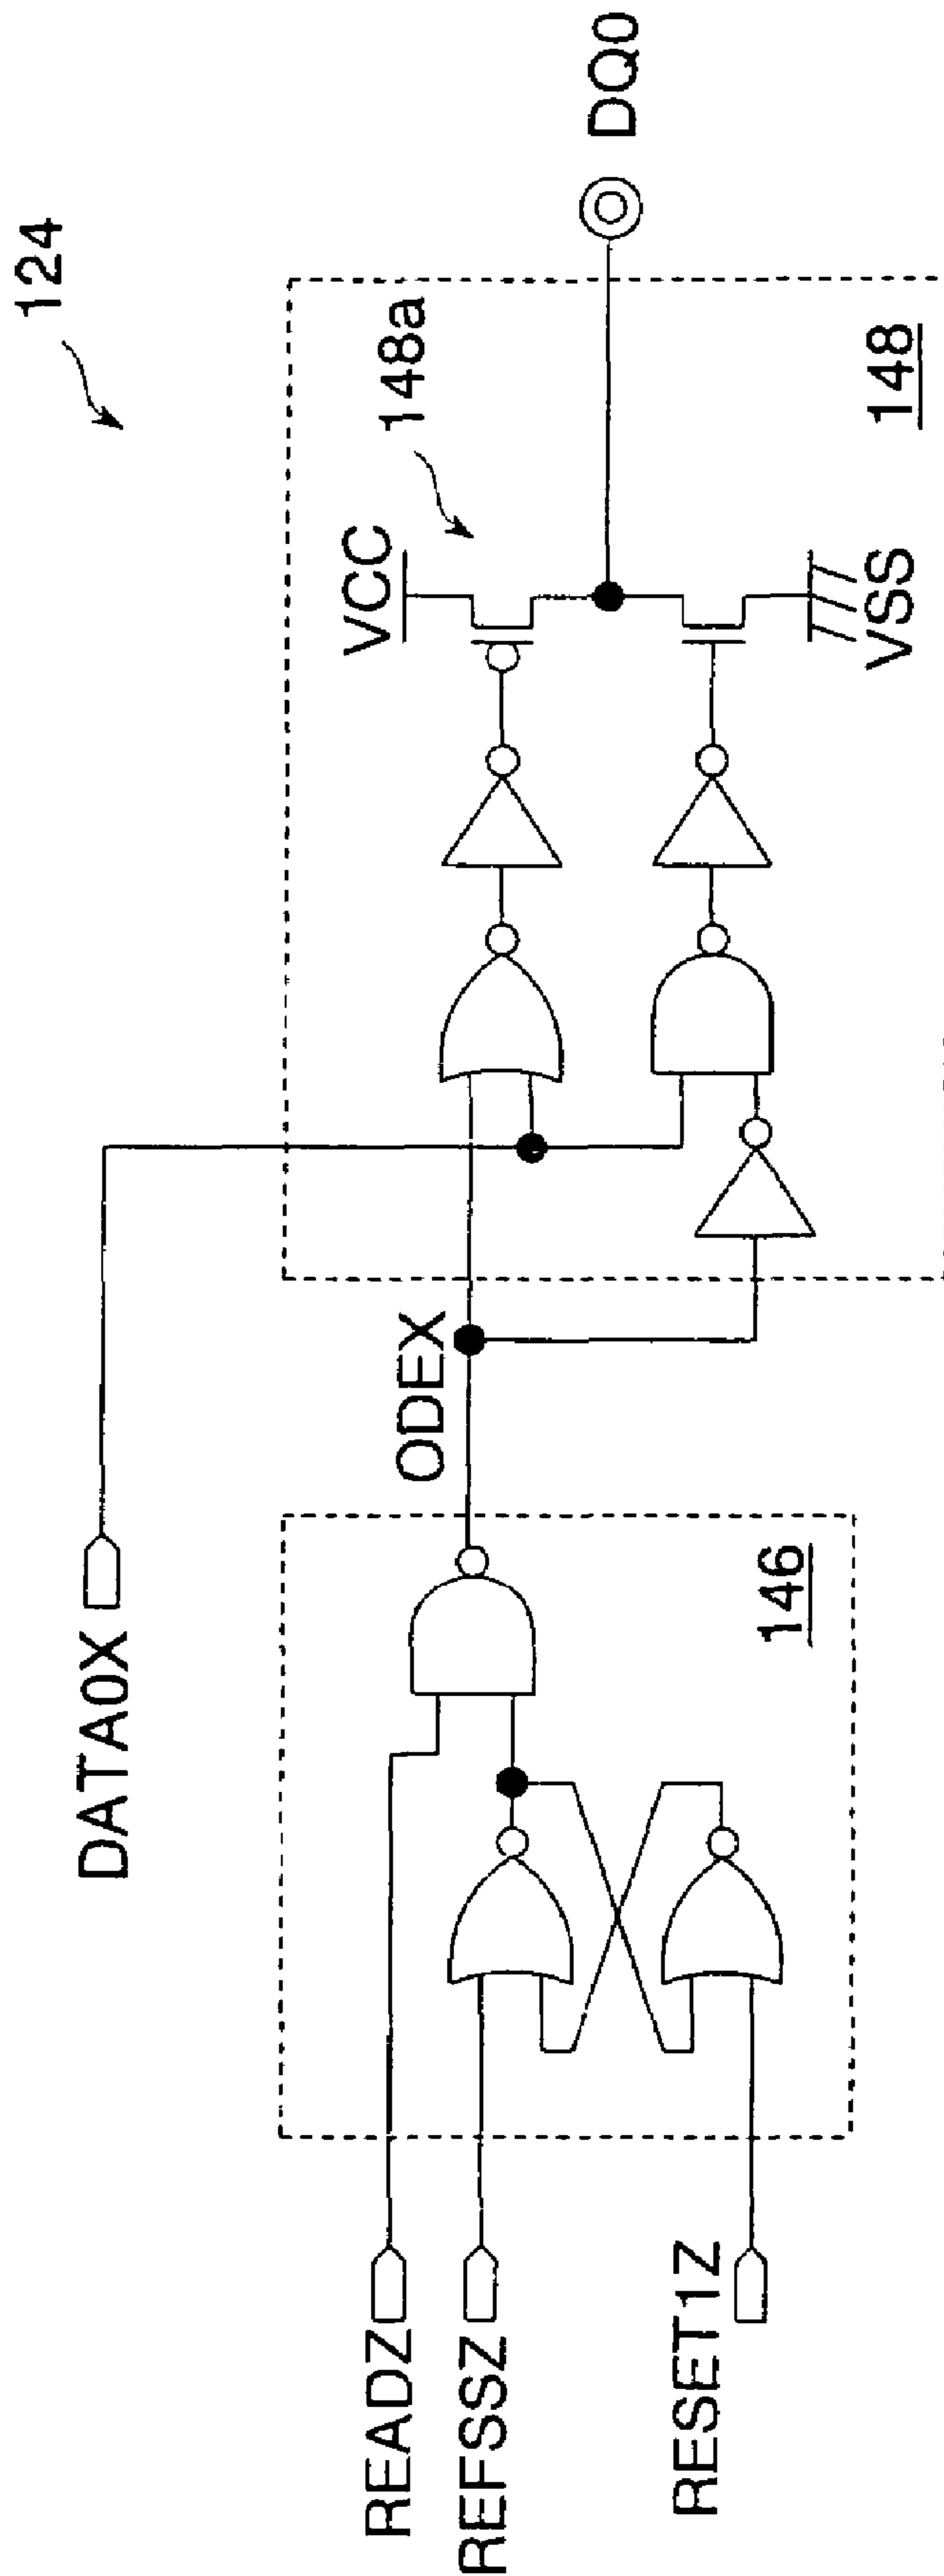 124
DATA0X
ODEX
VCC
148a
DQ0
READZ
REFSSZ
RESET1Z
146
VSS
148